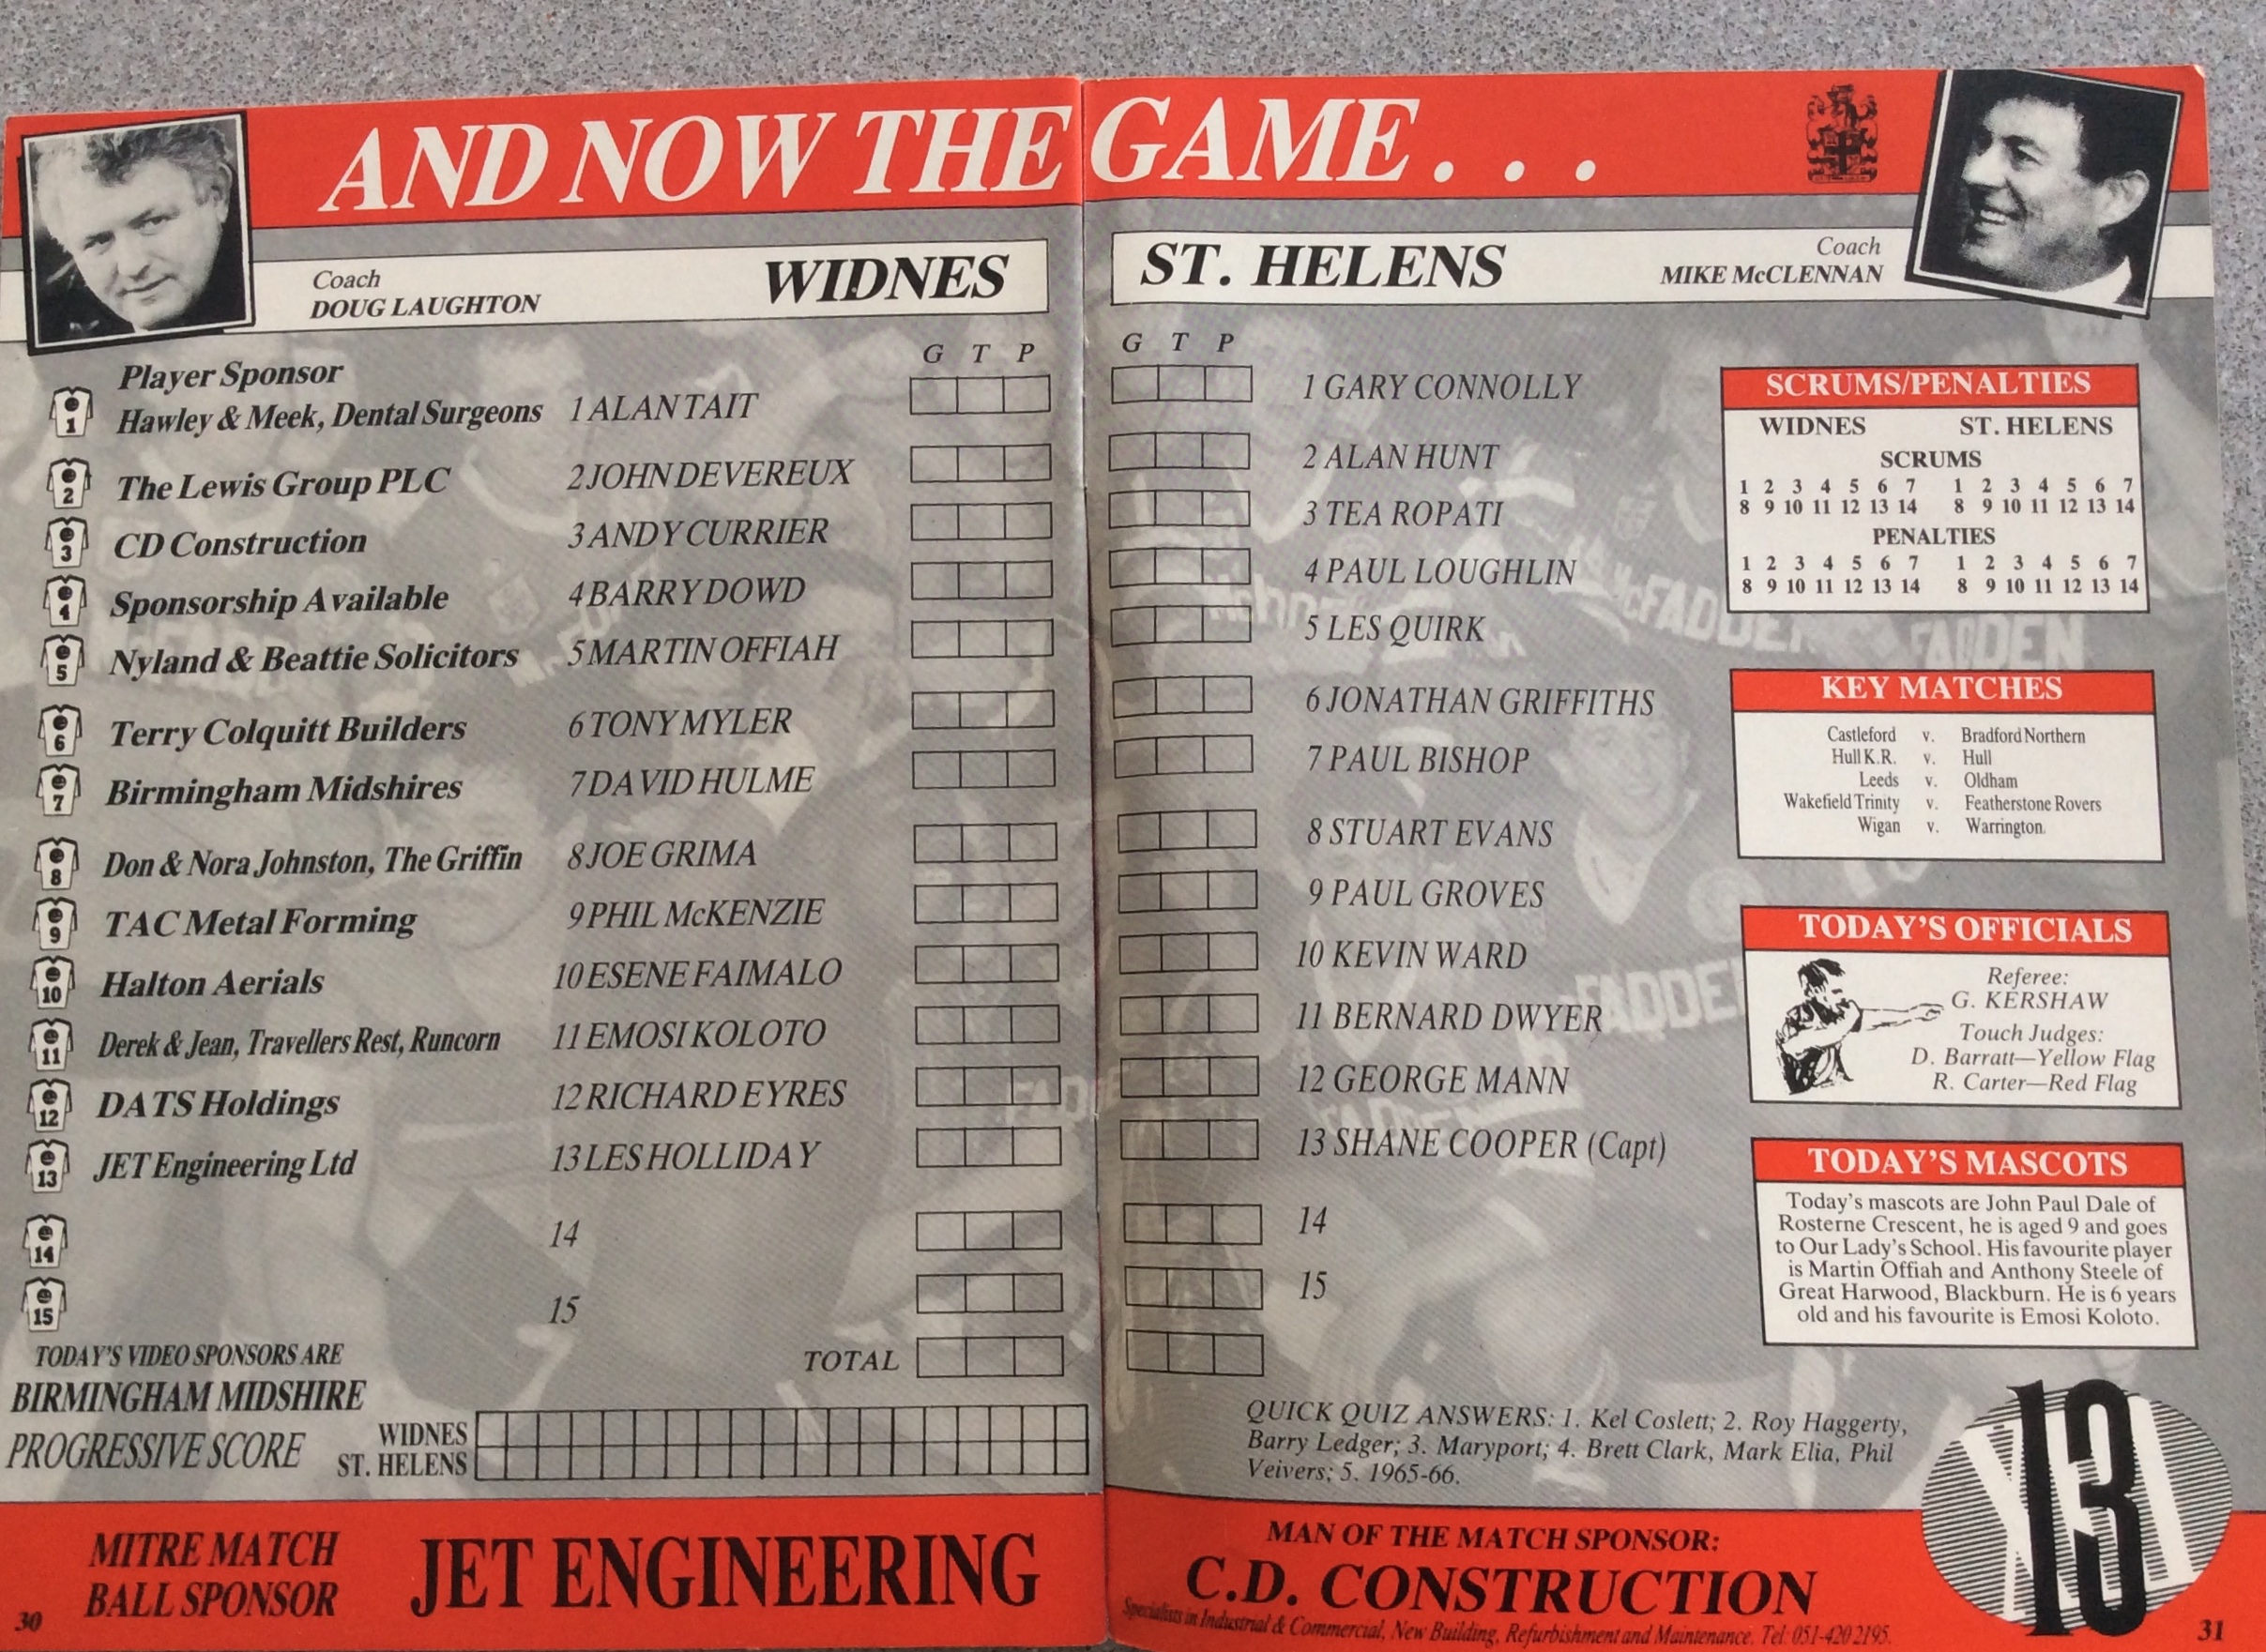 AND NOW THE GAME...
Coach
DOUG LAUGHTON
WIDNES
ST. HELENS
Coach
MIKE McCLENNAN
G T P
Player Sponsor
1 Hawley & Meek, Dental Surgeons 1 ALAN TAIT
2 The Lewis Group PLC 2 JOHN DEVEREUX
3 CD Construction 3 ANDY CURRIER
4 Sponsorship Available 4 BARRY DOWD
5 Nyland & Beattie Solicitors 5 MARTIN OFFIAH
6 Terry Colquitt Builders 6 TONY MYLER
7 Birmingham Midshires 7 DAVID HULME
8 Don & Nora Johnston, The Griffin 8 JOE GRIMA
9 TAC Metal Forming 9 PHIL McKENZIE
10 Halton Aerials 10 ESENE FAIMALO
11 Derek & Jean, Travellers Rest, Runcorn 11 EMOSI KOLOTO
12 DATS Holdings 12 RICHARD EYRES
13 JET Engineering Ltd 13 LES HOLLIDAY
14 14
15 15
TODAY'S VIDEO SPONSORS ARE
BIRMINGHAM MIDSHIRE
TOTAL
PROGRESSIVE SCORE
WIDNES
ST. HELENS
MITRE MATCH
BALL SPONSOR
JET ENGINEERING
30
G T P
1 GARY CONNOLLY
2 ALAN HUNT
3 TEA ROPATI
4 PAUL LOUGHLIN
5 LES QUIRK
6 JONATHAN GRIFFITHS
7 PAUL BISHOP
8 STUART EVANS
9 PAUL GROVES
10 KEVIN WARD
11 BERNARD DWYER
12 GEORGE MANN
13 SHANE COOPER (Capt)
14
15
SCRUMS/PENALTIES
WIDNES ST. HELENS
SCRUMS
1 2 3 4 5 6 7 1 2 3 4 5 6 7
8 9 10 11 12 13 14 8 9 10 11 12 13 14
PENALTIES
1 2 3 4 5 6 7 1 2 3 4 5 6 7
8 9 10 11 12 13 14 8 9 10 11 12 13 14
KEY MATCHES
Castleford v. Bradford Northern
Hull K.R. v. Hull
Leeds v. Oldham
Wakefield Trinity v. Featherstone Rovers
Wigan v. Warrington.
TODAY'S OFFICIALS
Referee:
G. KERSHAW
Touch Judges:
D. Barratt—Yellow Flag
R. Carter—Red Flag
TODAY'S MASCOTS
Today's mascots are John Paul Dale of
Rosterne Crescent, he is aged 9 and goes
to Our Lady's School. His favourite player
is Martin Offiah and Anthony Steele of
Great Harwood, Blackburn. He is 6 years
old and his favourite is Emosi Koloto.
QUICK QUIZ ANSWERS: 1. Kel Coslett; 2. Roy Haggerty,
Barry Ledger; 3. Maryport; 4. Brett Clark, Mark Elia, Phil
Veivers; 5. 1965-66.
13
MAN OF THE MATCH SPONSOR:
C.D. CONSTRUCTION
Specialists in Industrial & Commercial, New Building, Refurbishment and Maintenance. Tel: 051-420 2195.
31